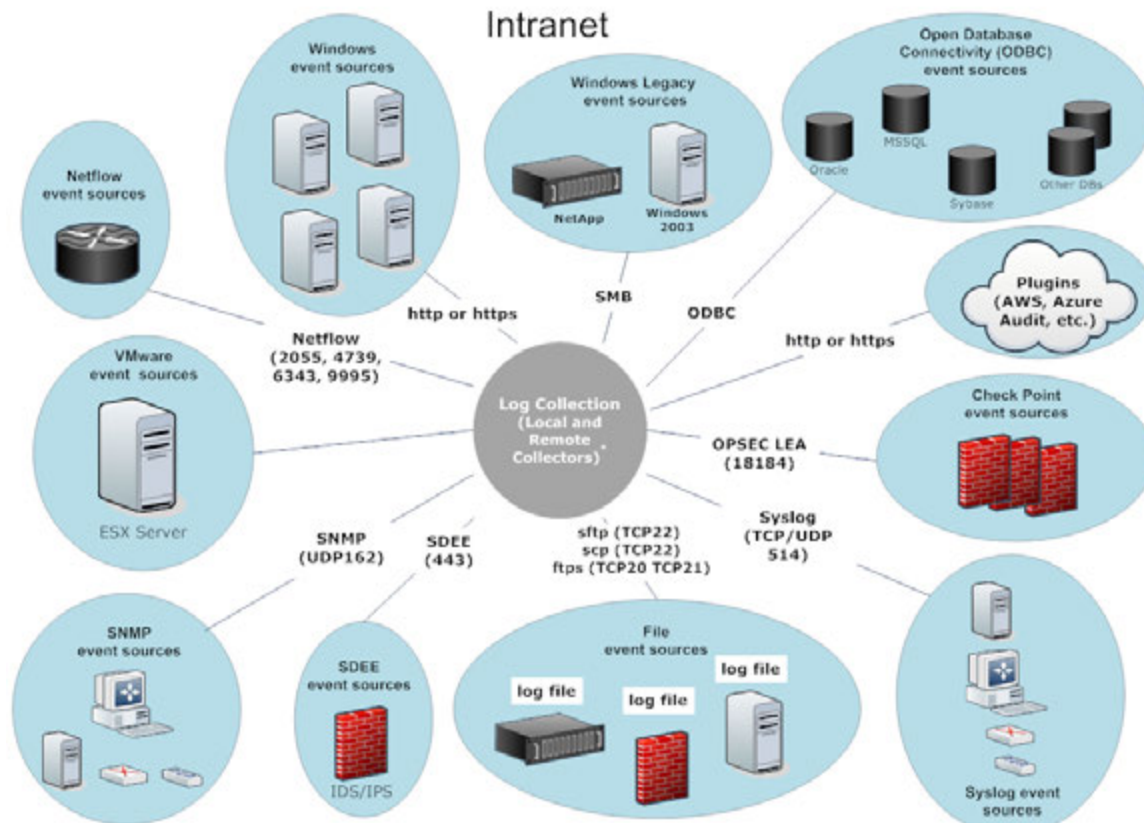 Intranet
Windows
event sources
Windows Legacy
event sources
NetApp
Windows
2003
Open Database
Connectivity (ODBC)
event sources
Oracle
MSSQL
Sybase
Other DBs
Netflow
event sources
http or https
SMB
ODBC
Plugins
(AWS, Azure
Audit, etc.)
http or https
Netflow
(2055, 4739,
6343, 9995)
VMware
event sources
ESX Server
Log Collection
(Local and
Remote
Collectors)*
Check Point
event sources
OPSEC LEA
(18184)
SNMP
(UDP162)
SDEE
(443)
sftp (TCP22)
scp (TCP22)
ftps (TCP20 TCP21)
Syslog
(TCP/UDP
514)
SNMP
event sources
SDEE
event sources
IDS/IPS
File
event sources
log file
log file
log file
Syslog event
sources